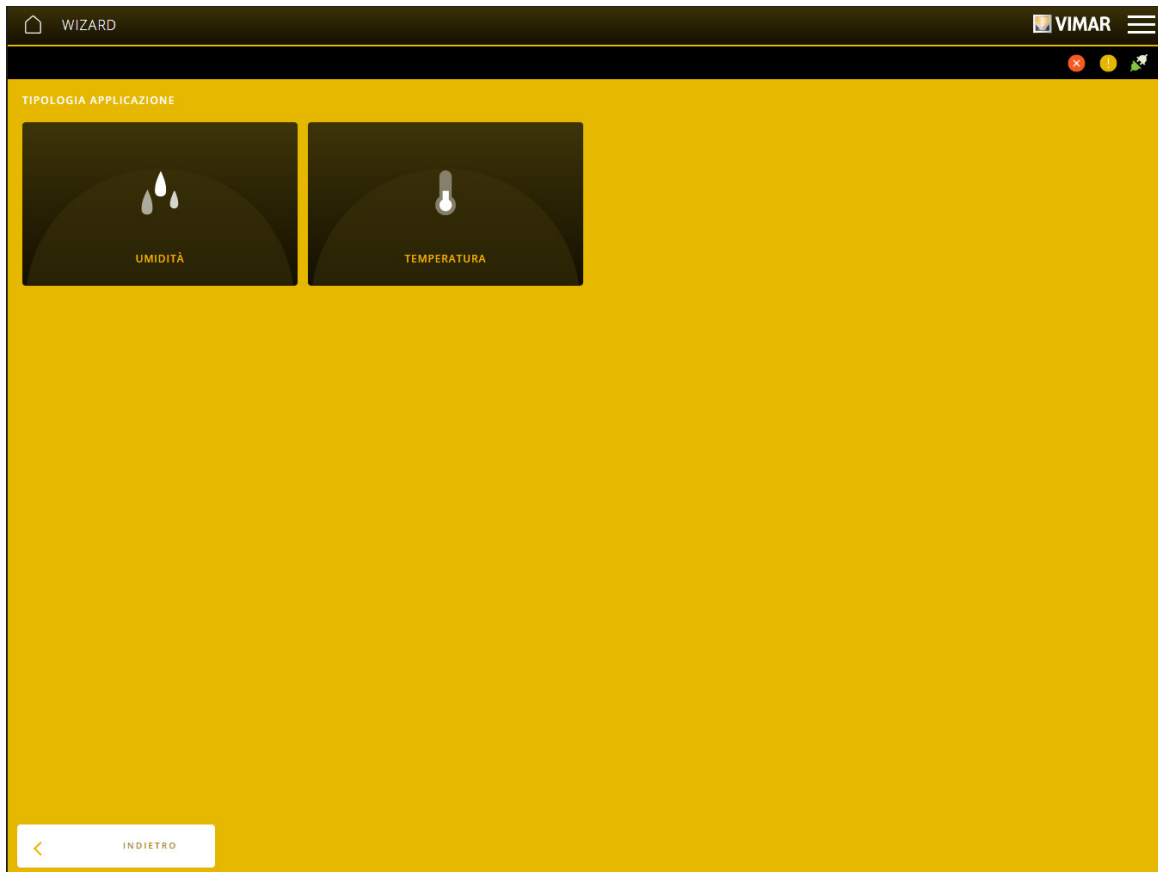 WIZARD
VIMAR
TIPOLOGIA APPLICAZIONE
UMIDITÀ
TEMPERATURA
INDIETRO